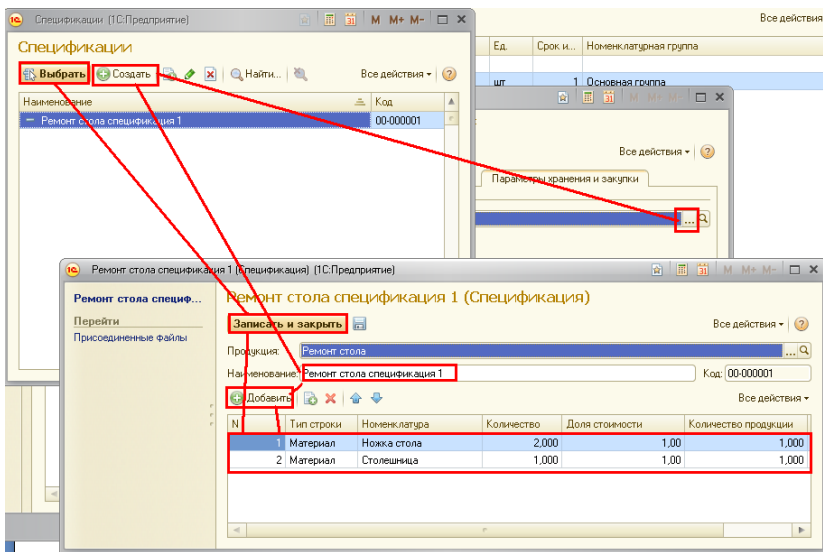 Спецификации (1С:Предприятие)
M M+ M-
Спецификации
Выбрать Создать Найти... Все действия
Наименование Код
Ремонт стола спецификация 1 00-000001
Все действия
Ед. Срок и... Номенклатурная группа
шт 1 Основная группа
M M+ M-
Все действия
Параметры хранения и закупки
Ремонт стола спецификация 1 (Спецификация) (1С:Предприятие)
M M+ M-
Ремонт стола специф...
Перейти
Присоединенные файлы
Ремонт стола спецификация 1 (Спецификация)
Записать и закрыть Все действия
Продукция: Ремонт стола
Наименование: Ремонт стола спецификация 1 Код: 00-000001
Добавить Все действия
N Тип строки Номенклатура Количество Доля стоимости Количество продукции
1 Материал Ножка стола 2,000 1,00 1,000
2 Материал Столешница 1,000 1,00 1,000